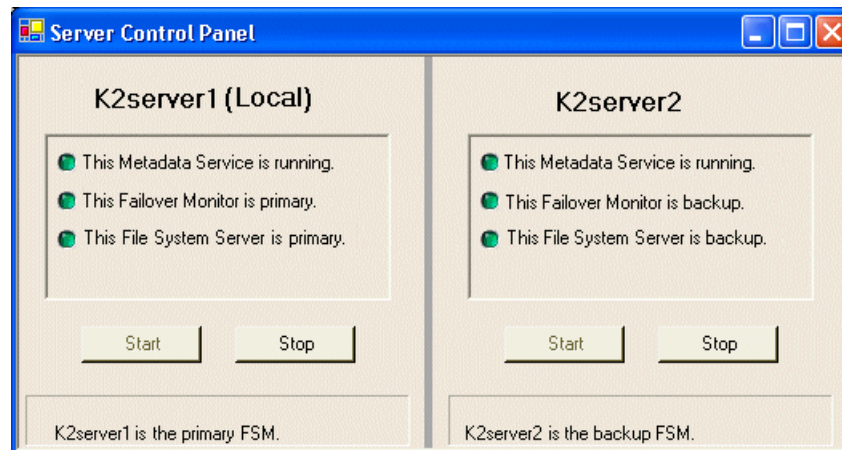 Server Control Panel
K2server1 (Local)
This Metadata Service is running.
This Failover Monitor is primary.
This File System Server is primary.
Start Stop
K2server1 is the primary FSM.
K2server2
This Metadata Service is running.
This Failover Monitor is backup.
This File System Server is backup.
Start Stop
K2server2 is the backup FSM.